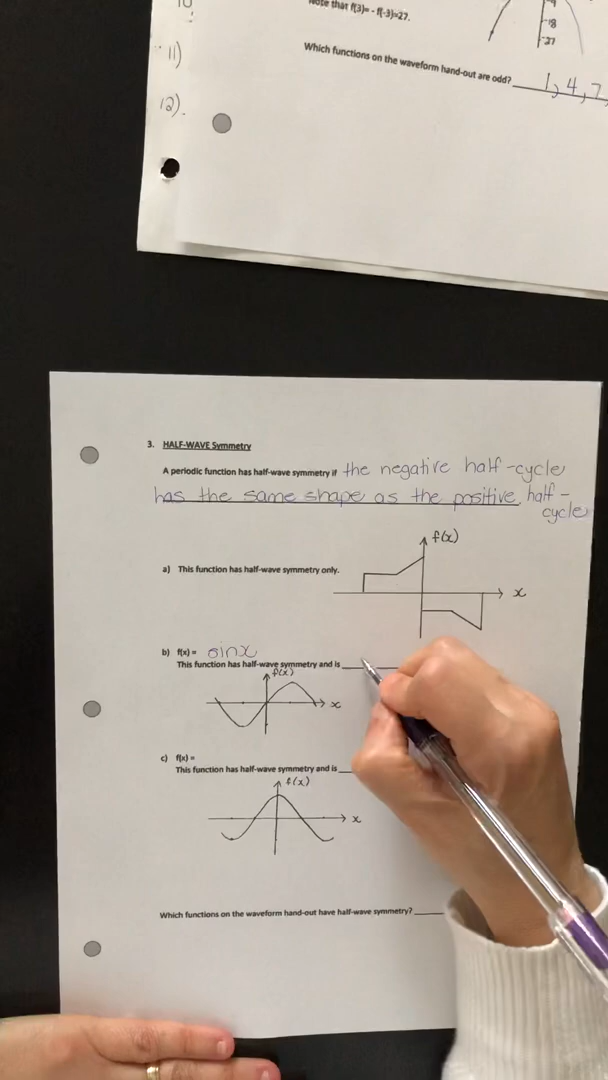 10
Note that f(3)= - f(-3)=27.
-9
-18
-27
11)
Which functions on the waveform hand-out are odd? 1, 4, 7,
12).
3. HALF-WAVE Symmetry
A periodic function has half-wave symmetry if the negative half-cycle
has the same shape as the positive half-
cycle
f(x)
a) This function has half-wave symmetry only.
x
b) f(x) = sinx
This function has half-wave symmetry and is
f(x)
x
c) f(x) =
This function has half-wave symmetry and is
f(x)
x
Which functions on the waveform hand-out have half-wave symmetry?